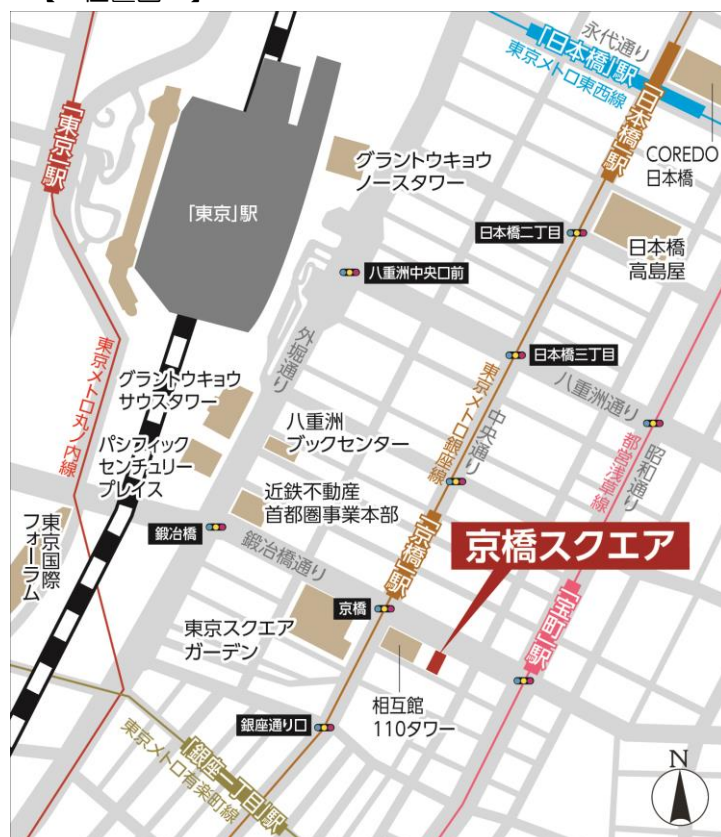 永代通り
「日本橋」駅
東京メトロ東西線
「日本橋」駅
COREDO
日本橋
「東京」駅
グラントウキョウ
ノースタワー
「東京」駅
日本橋二丁目
日本橋
高島屋
八重洲中央口前
外堀通り
日本橋三丁目
東京メトロ丸ノ内線
グラントウキョウ
サウスタワー
八重洲
ブックセンター
東京メトロ銀座線
中央通り
八重洲通り
都営浅草線
昭和通り
パシフィック
センチュリー
プレイス
近鉄不動産
首都圏事業本部
東京国際
フォーラム
鍛冶橋
鍛冶橋通り
「京橋」駅
京橋スクエア
京橋
「宝町」駅
東京スクエア
ガーデン
相互館
110タワー
銀座通り口
東京メトロ有楽町線
「銀座一丁目」駅
N